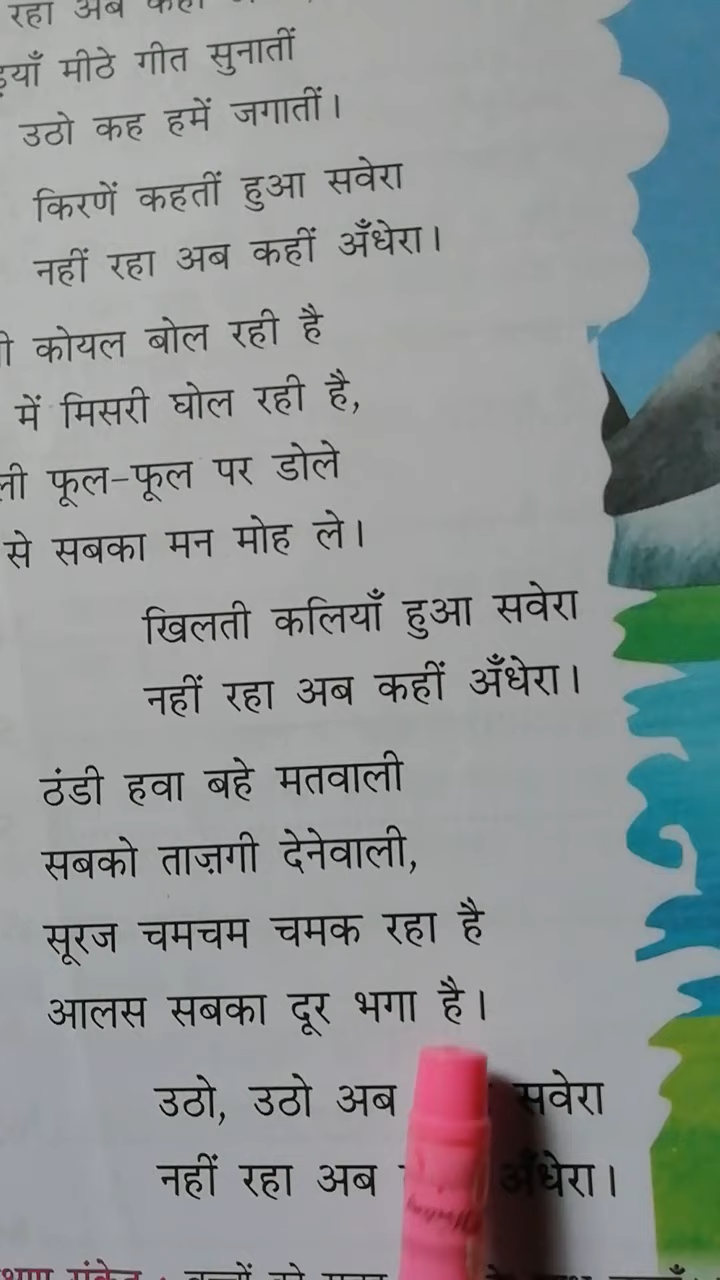 रहा अब
मीठे गीत सुनातीं
उठो कह हमें जगातीं।
किरणें कहतीं हुआ सवेरा
नहीं रहा अब कहीं अँधेरा।
कोयल बोल रही है
में मिसरी घोल रही है,
फूल-फूल पर डोले
से सबका मन मोह ले।
खिलती कलियाँ हुआ सवेरा
नहीं रहा अब कहीं अँधेरा।
ठंडी हवा बहे मतवाली
सबको ताज़गी देनेवाली,
सूरज चमचम चमक रहा है
आलस सबका दूर भगा है।
उठो, उठो अब सवेरा
नहीं रहा अब अँधेरा।